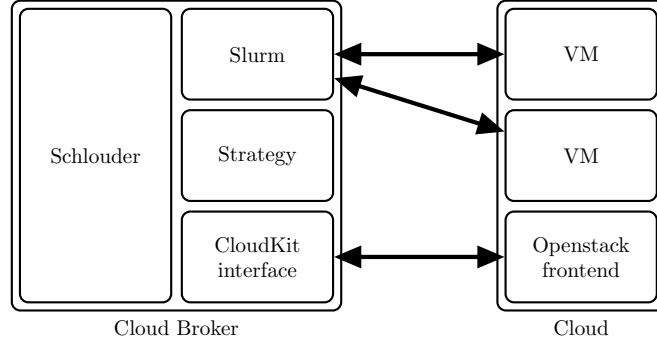 Slurm
VM
Schlouder
Strategy
VM
CloudKit
interface
Openstack
frontend
Cloud Broker
Cloud